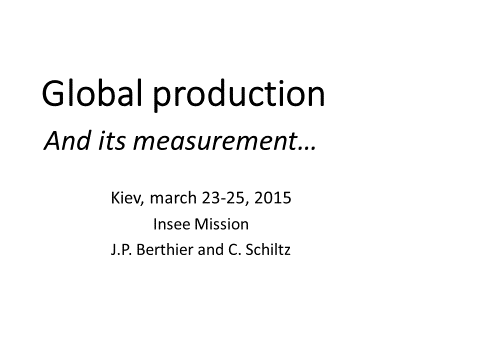 Global production
And its measurement…
Kiev, march 23-25, 2015
Insee Mission
J.P. Berthier and C. Schiltz